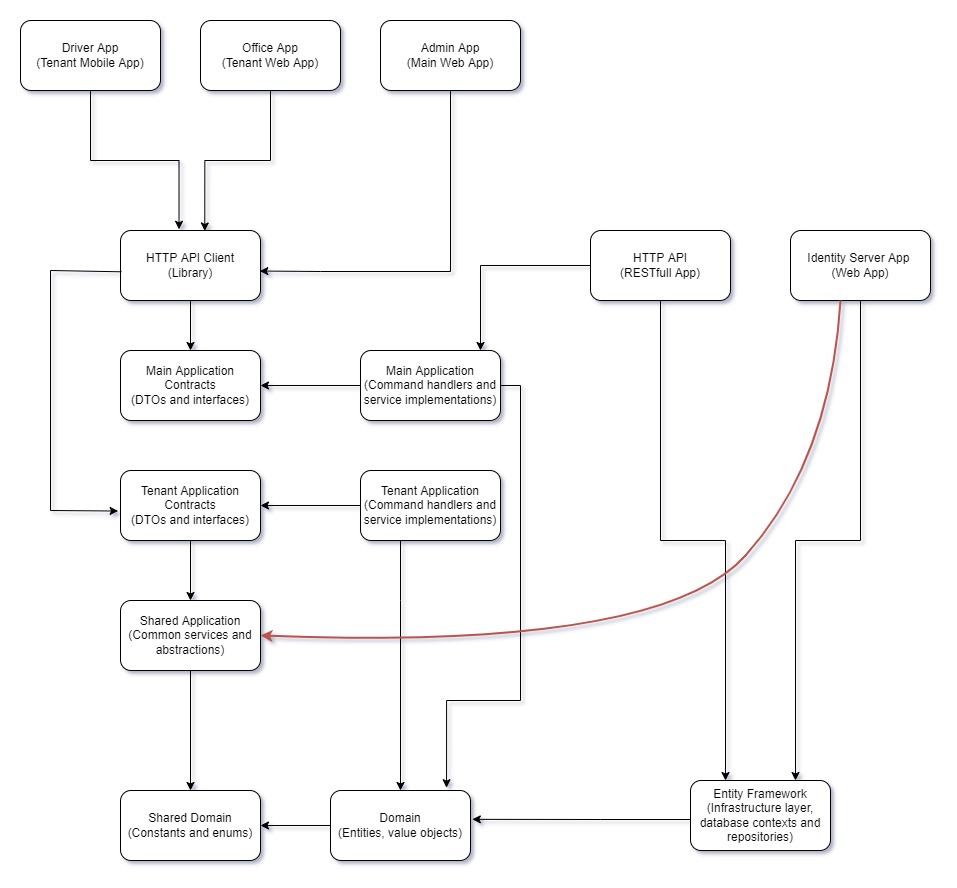 Driver App
(Tenant Mobile App)
Office App
(Tenant Web App)
Admin App
(Main Web App)
HTTP API Client
(Library)
HTTP API
(RESTfull App)
Identity Server App
(Web App)
Main Application
Contracts
(DTOs and interfaces)
Main Application
(Command handlers and
service implementations)
Tenant Application
Contracts
(DTOs and interfaces)
Tenant Application
(Command handlers and
service implementations)
Shared Application
(Common services and
abstractions)
Shared Domain
(Constants and enums)
Domain
(Entities, value objects)
Entity Framework
(Infrastructure layer,
database contexts and
repositories)